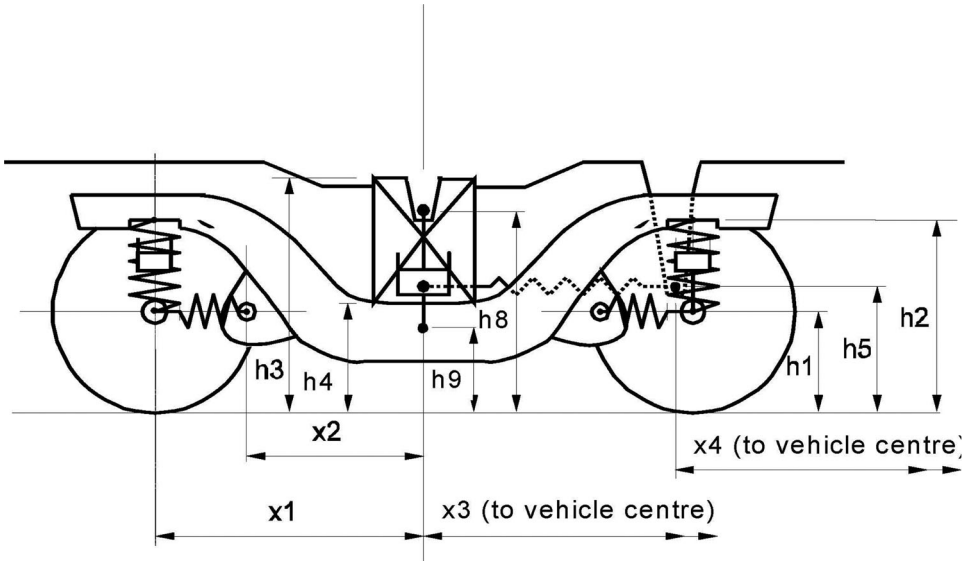 h8
h2
h1
h5
h3
h4
h9
x2
x4 (to vehicle centre)
x1
x3 (to vehicle centre)